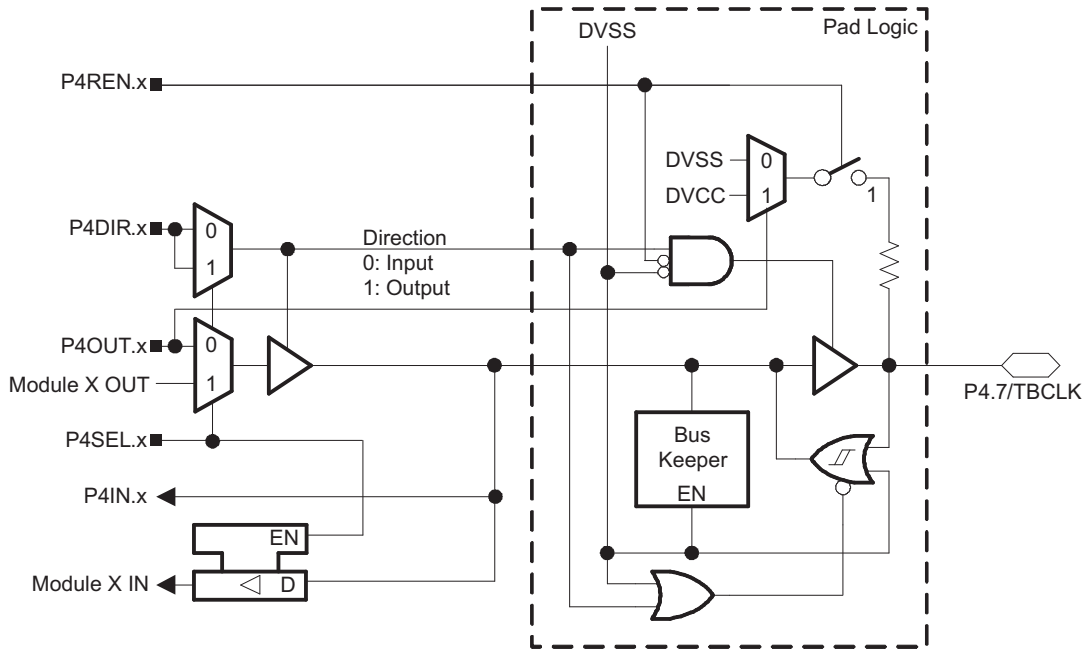 DVSS
Pad Logic
P4REN.x
DVSS
0
DVCC
1
1
P4DIR.x
0
1
Direction
0: Input
1: Output
P4OUT.x
0
Module X OUT
1
P4.7/TBCLK
P4SEL.x
Bus
Keeper
EN
P4IN.x
EN
Module X IN
D